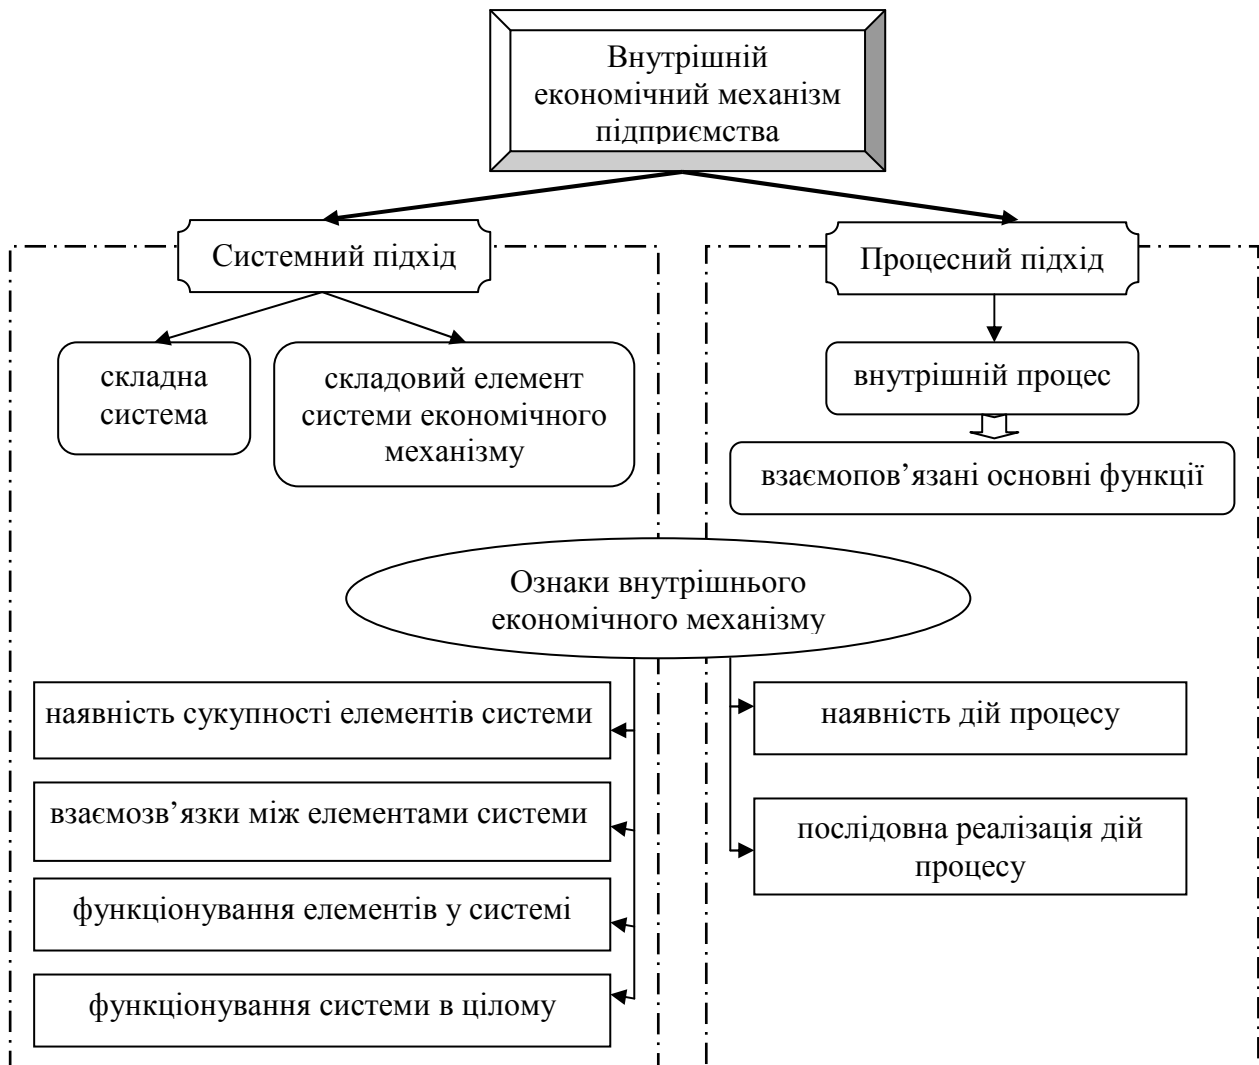 Внутрішній
економічний механізм
підприємства
Системний підхід
Процесний підхід
складна
система
складовий елемент
системи економічного
механізму
внутрішній процес
взаємопов’язані основні функції
Ознаки внутрішнього
економічного механізму
наявність сукупності елементів системи
взаємозв’язки між елементами системи
функціонування елементів у системі
функціонування системи в цілому
наявність дій процесу
послідовна реалізація дій
процесу